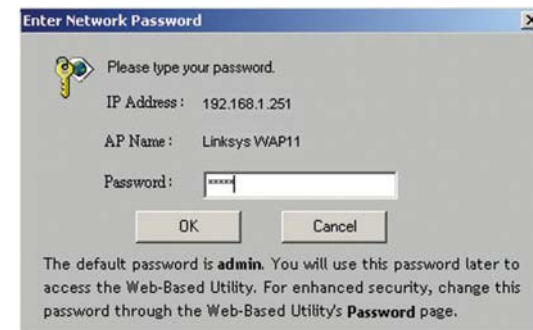 Enter Network Password
Please type your password.
IP Address: 192.168.1.251
AP Name: Linksys WAP11
Password: *****
OK Cancel
The default password is admin. You will use this password later to
access the Web-Based Utility. For enhanced security, change this
password through the Web-Based Utility's Password page.